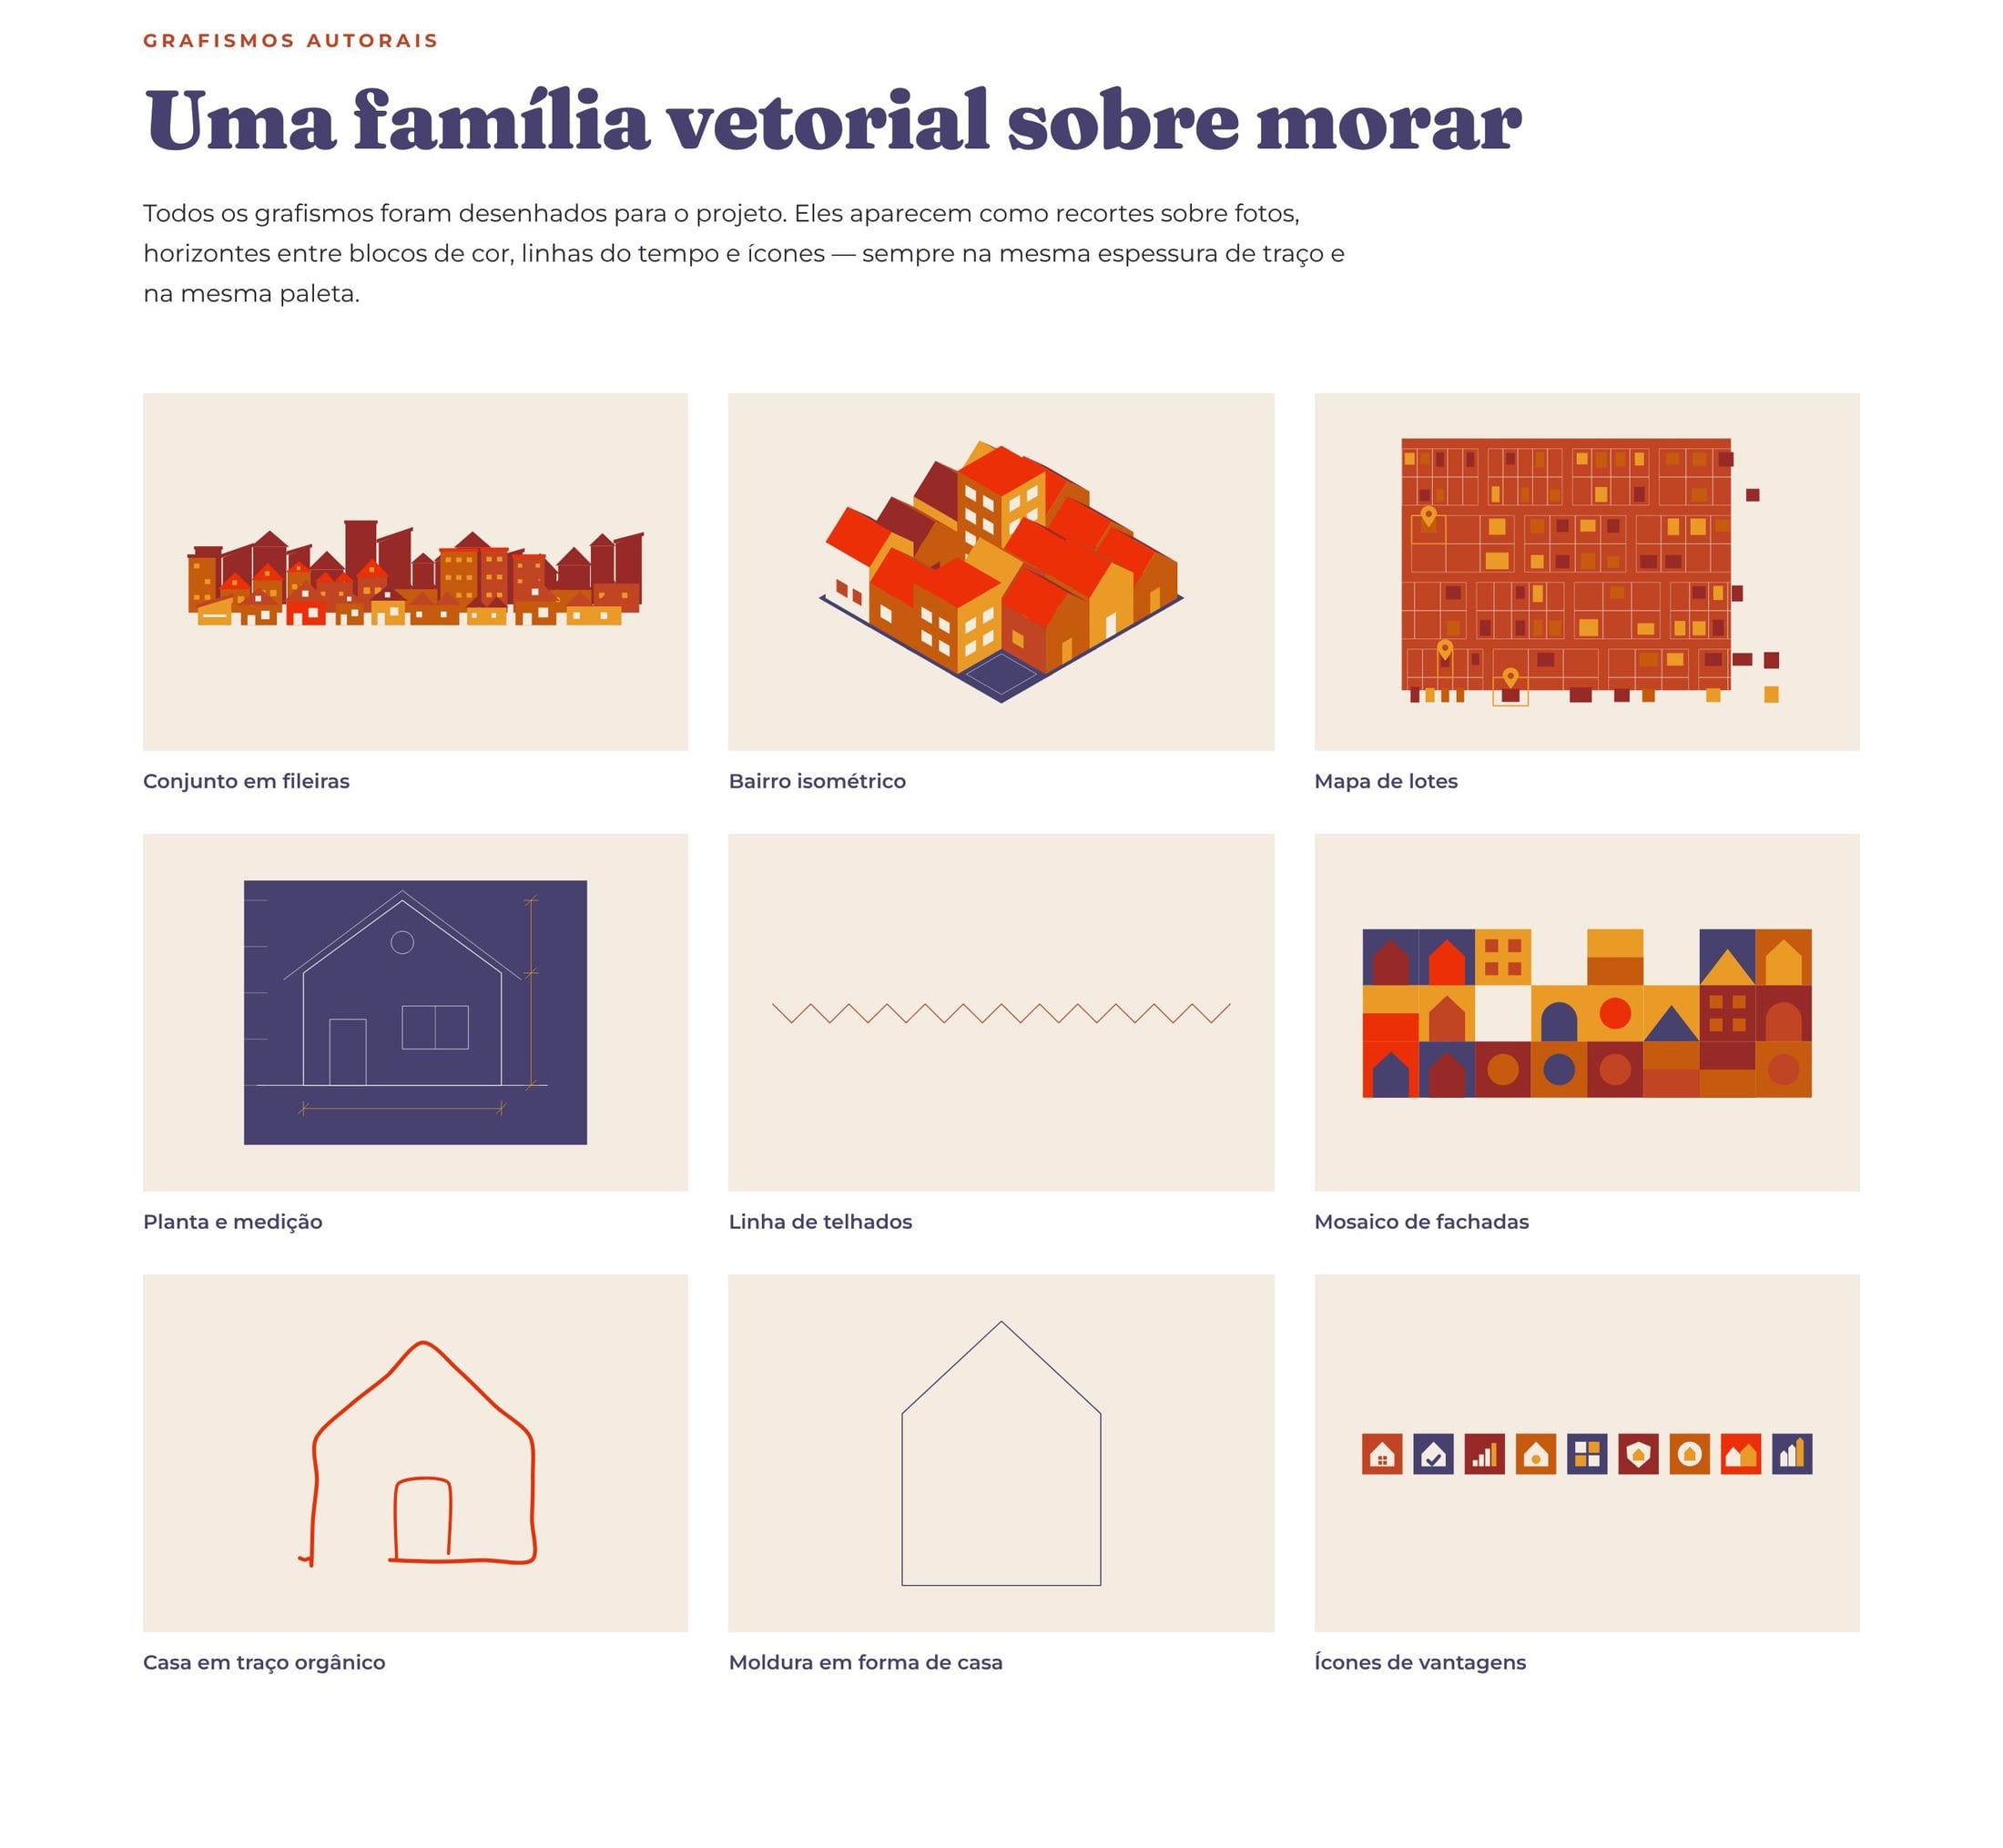 GRAFISMOS AUTORAIS
Uma família vetorial sobre morar
Todos os grafismos foram desenhados para o projeto. Eles aparecem como recortes sobre fotos,
horizontes entre blocos de cor, linhas do tempo e ícones — sempre na mesma espessura de traço e
na mesma paleta.
Conjunto em fileiras
Bairro isométrico
Mapa de lotes
Planta e medição
Linha de telhados
Mosaico de fachadas
Casa em traço orgânico
Moldura em forma de casa
Ícones de vantagens